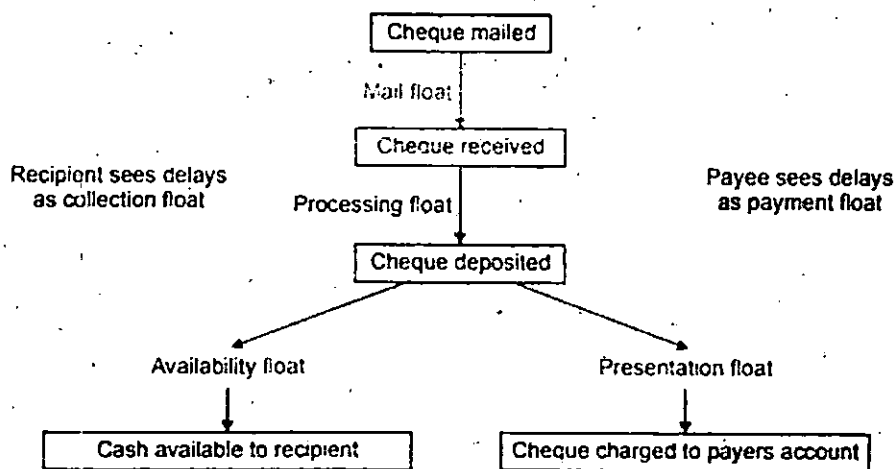 Cheque mailed
Mail float
Cheque received
Recipient sees delays
as collection float
Processing float
Payee sees delays
as payment float
Cheque deposited
Availability float
Presentation float
Cash available to recipient
Cheque charged to payers account